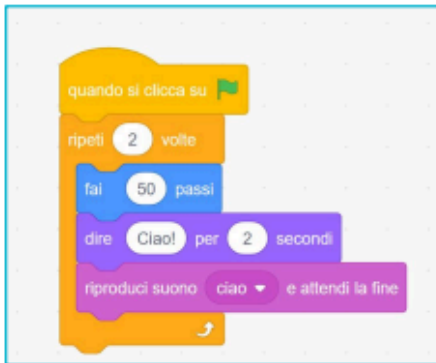 quando si clicca su
ripeti 2 volte
fai 50 passi
dire Ciao! per 2 secondi
riproduci suono ciao e attendi la fine